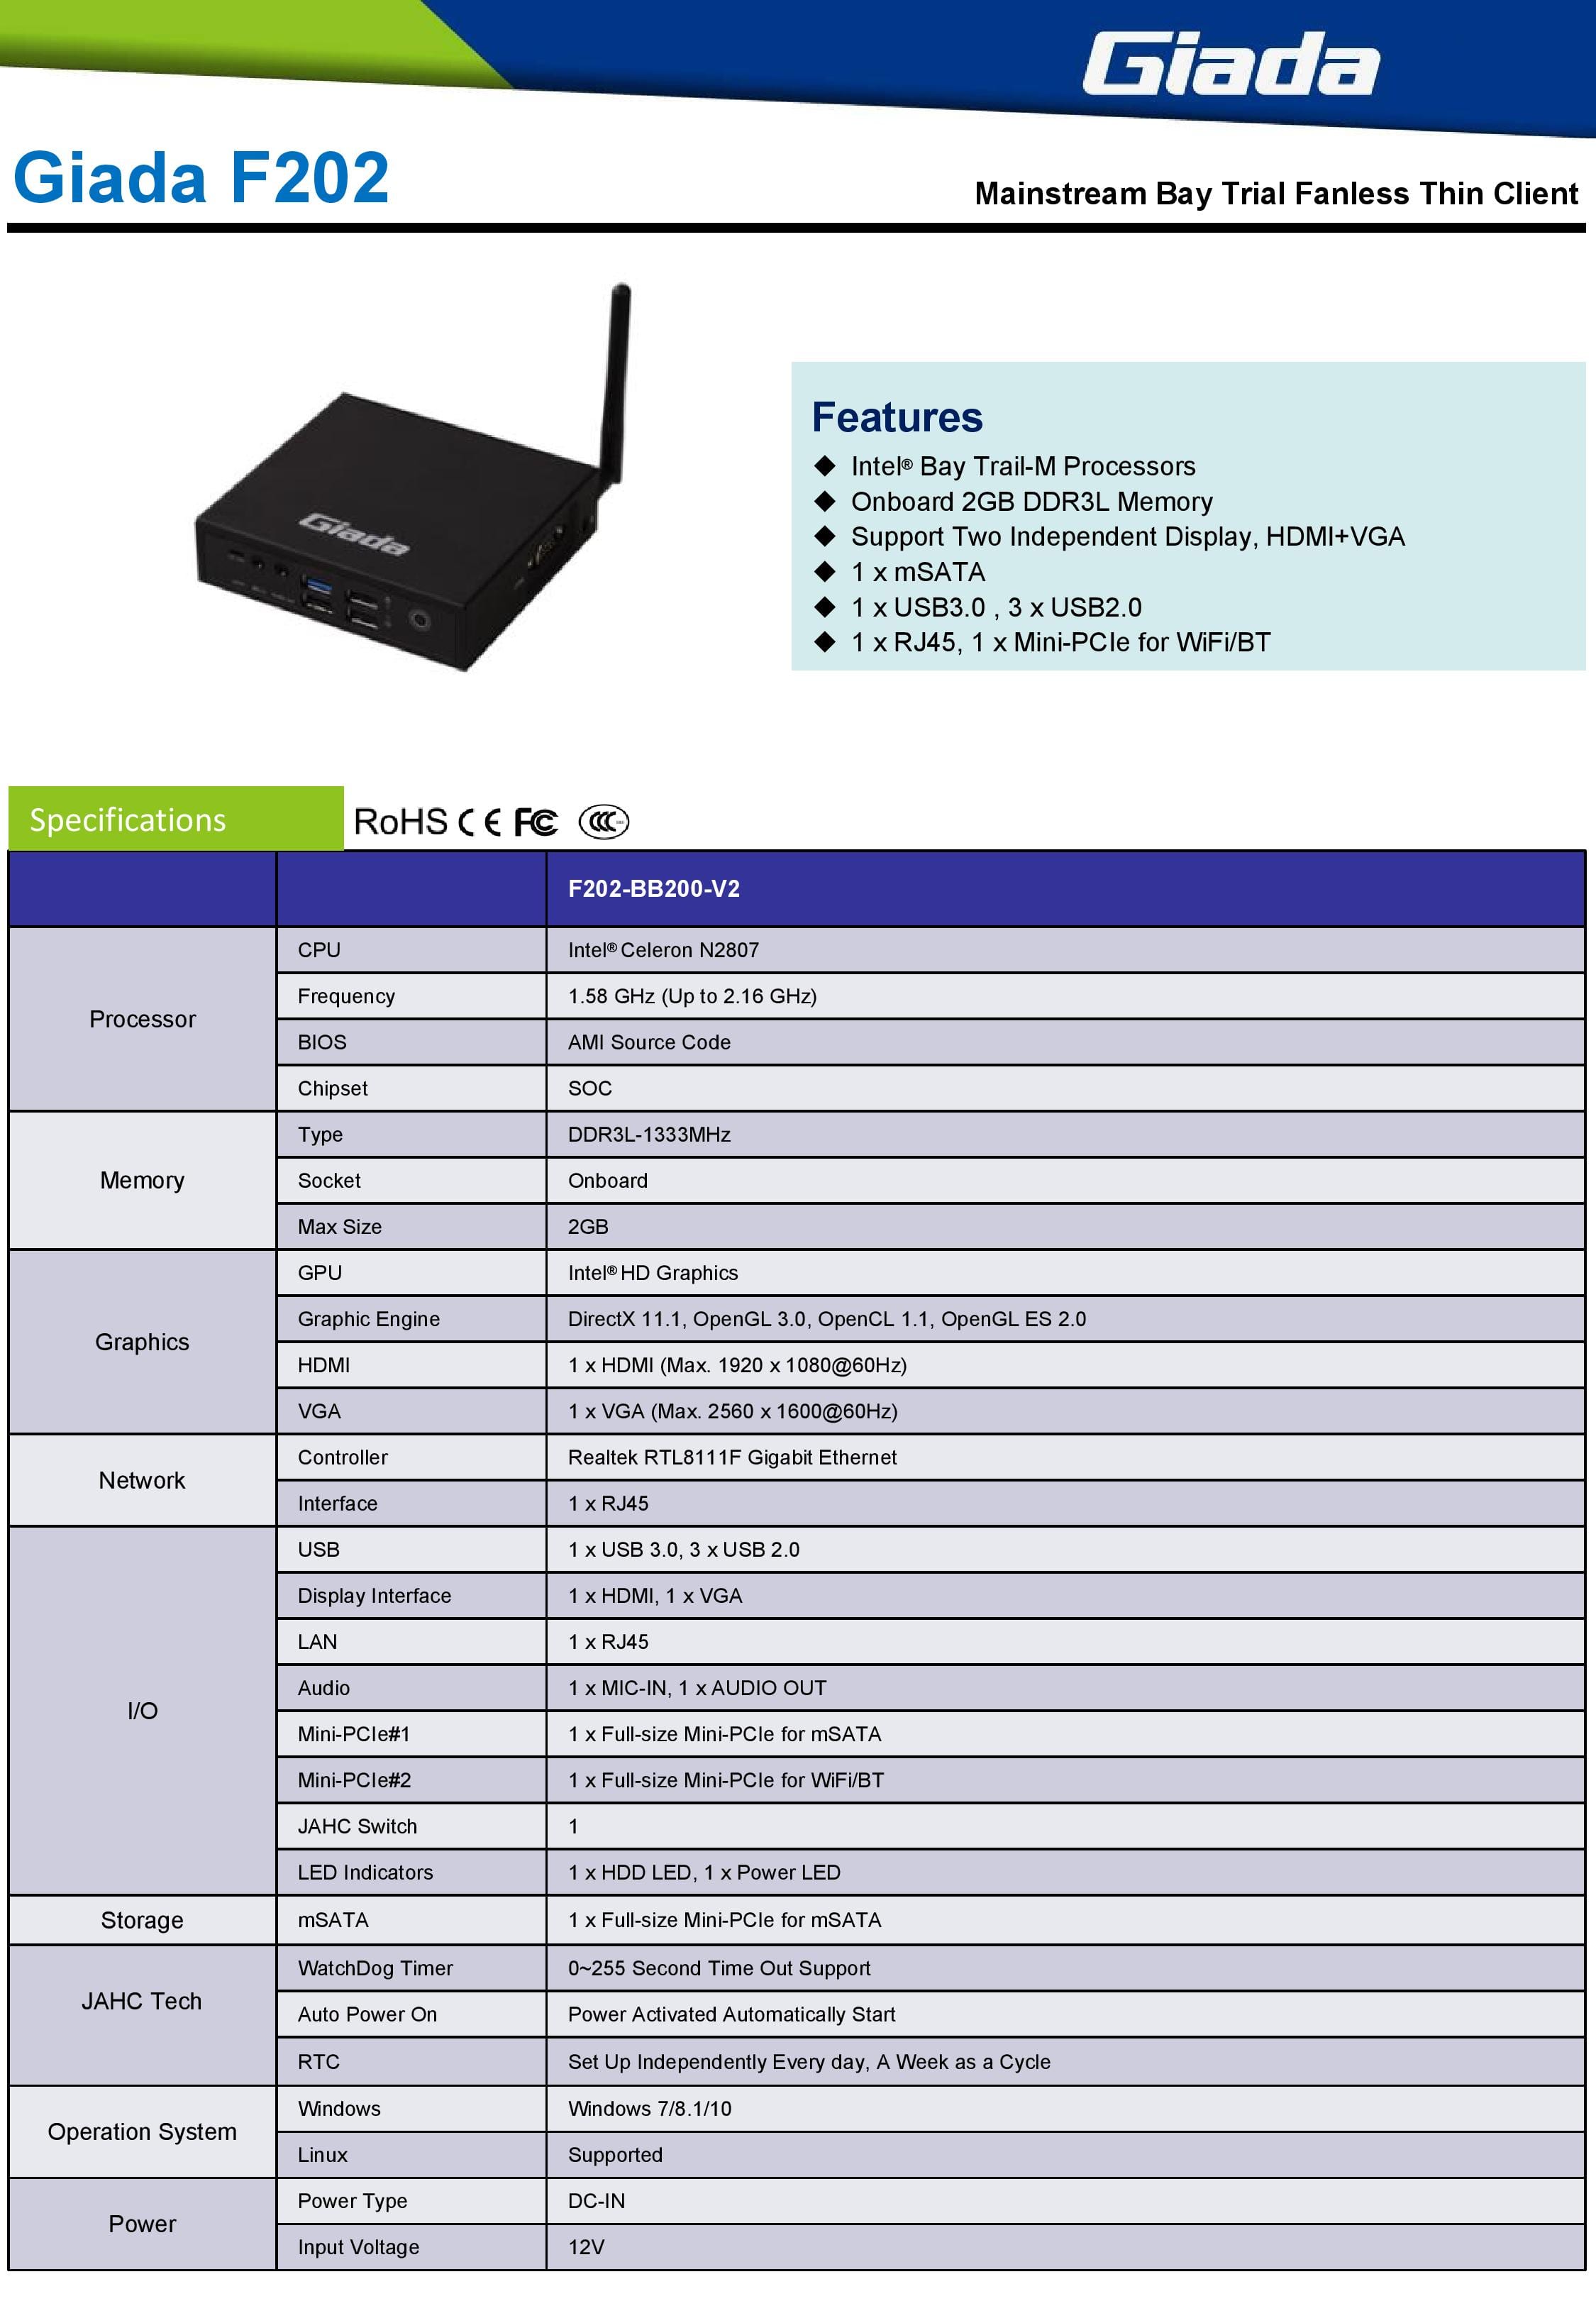 Giada
Giada F202
Mainstream Bay Trial Fanless Thin Client
Giada
Features
◆ Intel® Bay Trail-M Processors
◆ Onboard 2GB DDR3L Memory
◆ Support Two Independent Display, HDMI+VGA
◆ 1 x mSATA
◆ 1 x USB3.0 , 3 x USB2.0
◆ 1 x RJ45, 1 x Mini-PCIe for WiFi/BT
Specifications RoHS CE FC CCC
F202-BB200-V2
Processor
CPU Intel® Celeron N2807
Frequency 1.58 GHz (Up to 2.16 GHz)
BIOS AMI Source Code
Chipset SOC
Memory
Type DDR3L-1333MHz
Socket Onboard
Max Size 2GB
Graphics
GPU Intel® HD Graphics
Graphic Engine DirectX 11.1, OpenGL 3.0, OpenCL 1.1, OpenGL ES 2.0
HDMI 1 x HDMI (Max. 1920 x 1080@60Hz)
VGA 1 x VGA (Max. 2560 x 1600@60Hz)
Network
Controller Realtek RTL8111F Gigabit Ethernet
Interface 1 x RJ45
I/O
USB 1 x USB 3.0, 3 x USB 2.0
Display Interface 1 x HDMI, 1 x VGA
LAN 1 x RJ45
Audio 1 x MIC-IN, 1 x AUDIO OUT
Mini-PCIe#1 1 x Full-size Mini-PCIe for mSATA
Mini-PCIe#2 1 x Full-size Mini-PCIe for WiFi/BT
JAHC Switch 1
LED Indicators 1 x HDD LED, 1 x Power LED
Storage mSATA 1 x Full-size Mini-PCIe for mSATA
JAHC Tech
WatchDog Timer 0~255 Second Time Out Support
Auto Power On Power Activated Automatically Start
RTC Set Up Independently Every day, A Week as a Cycle
Operation System
Windows Windows 7/8.1/10
Linux Supported
Power
Power Type DC-IN
Input Voltage 12V